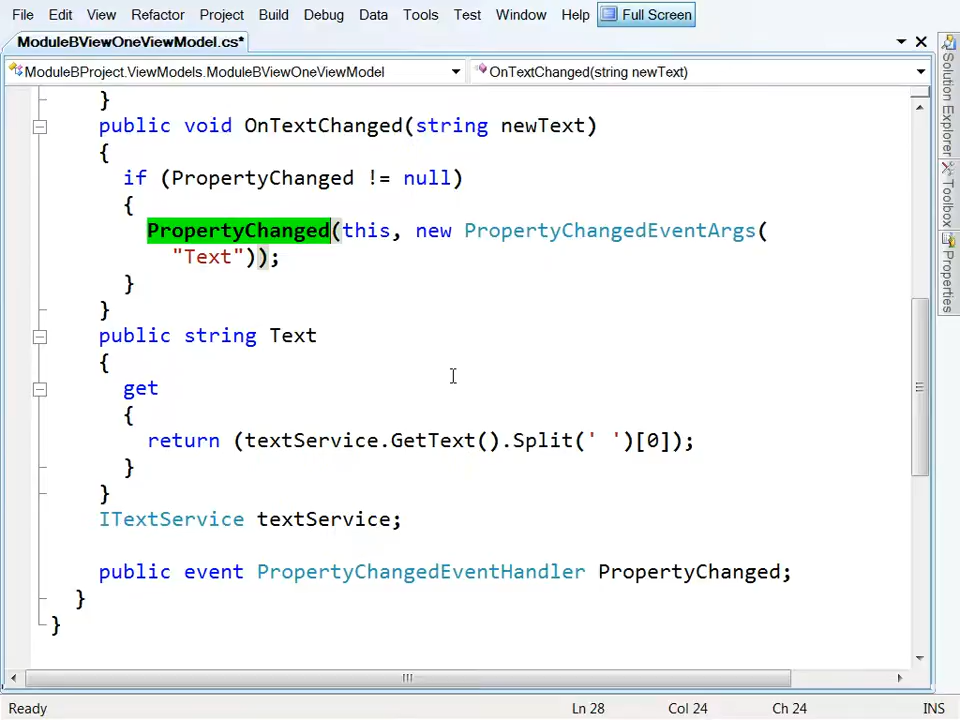 File Edit View Refactor Project Build Debug Data Tools Test Window Help Full Screen
ModuleBViewOneViewModel.cs*
ModuleBProject.ViewModels.ModuleBViewOneViewModel OnTextChanged(string newText)
}
public void OnTextChanged(string newText)
{
if (PropertyChanged != null)
{
PropertyChanged(this, new PropertyChangedEventArgs(
"Text"));
}
}
public string Text
{
get
{
return (textService.GetText().Split(' ')[0]);
}
}
ITextService textService;
public event PropertyChangedEventHandler PropertyChanged;
}
}
Solution Explorer
Toolbox
Properties
Ready Ln 28 Col 24 Ch 24 INS